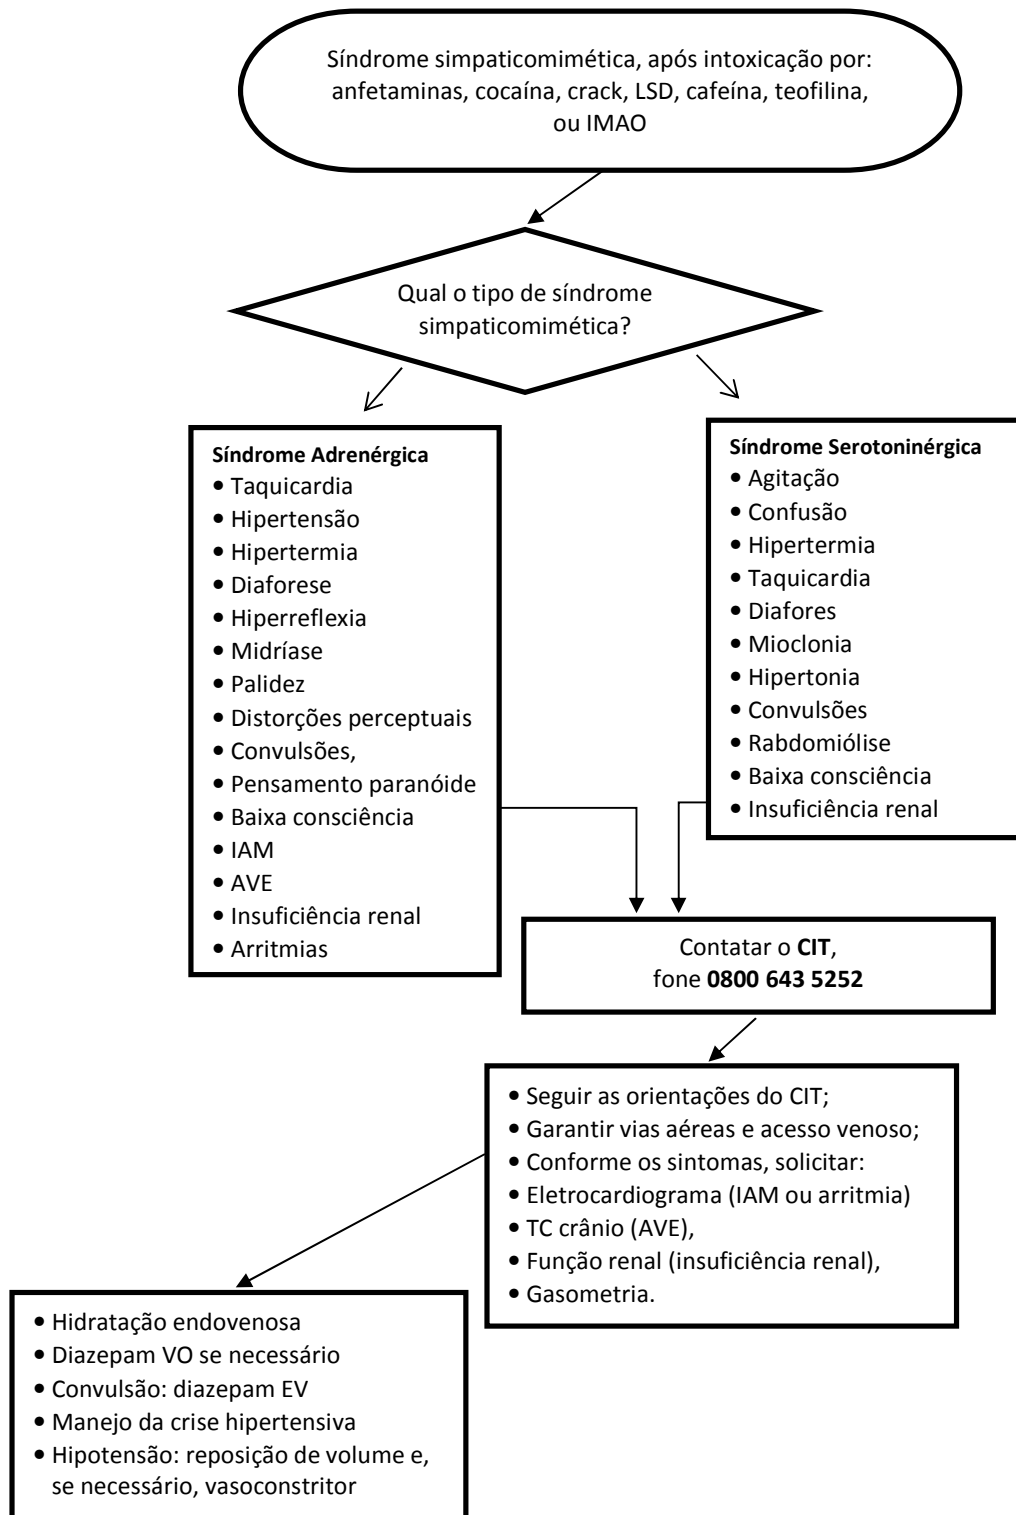 Síndrome simpaticomimética, após intoxicação por:
anfetaminas, cocaína, crack, LSD, cafeína, teofilina,
ou IMAO
Qual o tipo de síndrome
simpaticomimética?
Síndrome Adrenérgica
• Taquicardia
• Hipertensão
• Hipertermia
• Diaforese
• Hiperreflexia
• Midríase
• Palidez
• Distorções perceptuais
• Convulsões,
• Pensamento paranóide
• Baixa consciência
• IAM
• AVE
• Insuficiência renal
• Arritmias
Síndrome Serotoninérgica
• Agitação
• Confusão
• Hipertermia
• Taquicardia
• Diafores
• Mioclonia
• Hipertonia
• Convulsões
• Rabdomiólise
• Baixa consciência
• Insuficiência renal
Contatar o CIT,
fone 0800 643 5252
• Seguir as orientações do CIT;
• Garantir vias aéreas e acesso venoso;
• Conforme os sintomas, solicitar:
• Eletrocardiograma (IAM ou arritmia)
• TC crânio (AVE),
• Função renal (insuficiência renal),
• Gasometria.
• Hidratação endovenosa
• Diazepam VO se necessário
• Convulsão: diazepam EV
• Manejo da crise hipertensiva
• Hipotensão: reposição de volume e,
se necessário, vasoconstritor